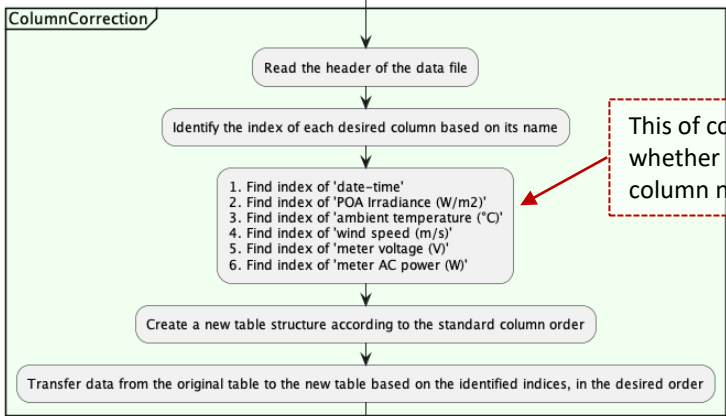 ColumnCorrection
Read the header of the data file
Identify the index of each desired column based on its name
1. Find index of 'date-time'
2. Find index of 'POA Irradiance (W/m2)'
3. Find index of 'ambient temperature (°C)'
4. Find index of 'wind speed (m/s)'
5. Find index of 'meter voltage (V)'
6. Find index of 'meter AC power (W)'
This of
whether
column
Create a new table structure according to the standard column order
Transfer data from the original table to the new table based on the identified indices, in the desired order